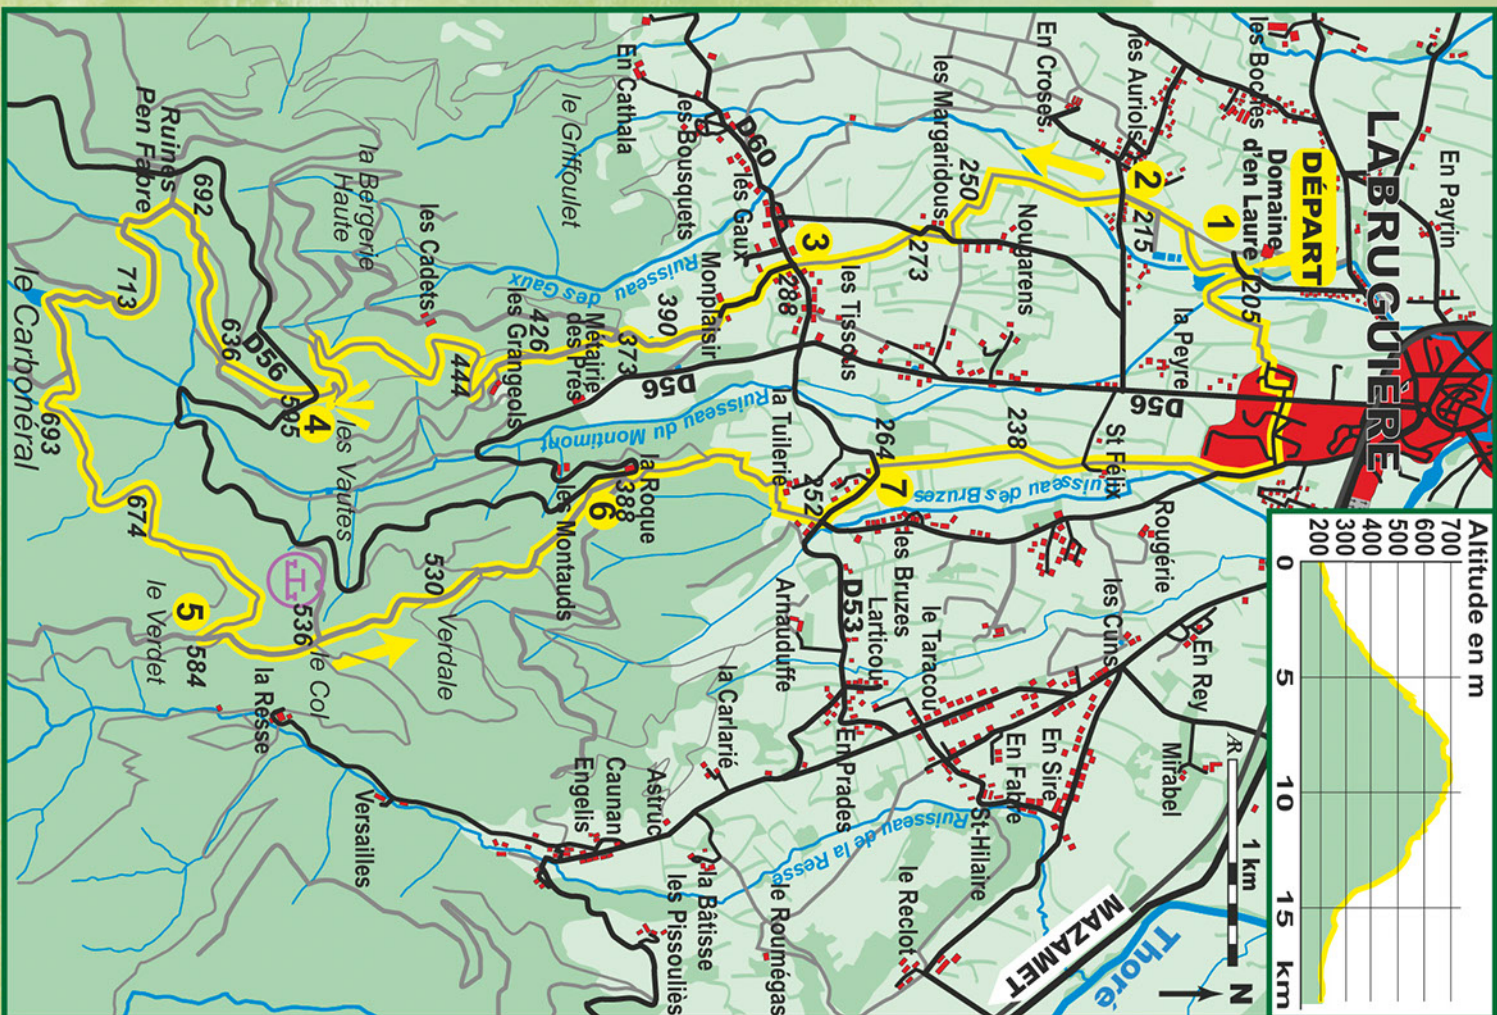 LABRUGUIÈRE
En Payrin
les Boches
DÉPART
Domaine
d'en Laure
1
205
215
2
les Auriols
En Croses
la Peyre
D56
St Félix
Rougérie
les Cuns
En Rey
Mirabel
Nougarens
250
les Margaridous
273
238
7
264
Ruisseau des Bruzes
les Bruzes
Larticou
le Taracou
En Sire
En Fabre
St-Hilaire
le Reclot
MAZAMET
Thoré
3
288
les Tissous
D60
les Gaux
les Bousquets
En Cathala
Monplaisir
Ruisseau
des Gaux
390
373
D56
Ruisseau du Montimont
la Tuilerie
252
D53
Arnauduffe
En Prades
la Carlarié
Ruisseau de la Resse
le Roumégas
la Bâtisse
les Pissouliès
Astruc
Caunan
Engelis
le Griffoulet
Métairie
des Prés
426
les Grangeols
444
les Cadets
la Roque
388
6
les Montauds
la Bergerie
Haute
Ruines
Pen Fabre
692
713
636
D56
595
4
les Vautes
530
Verdale
536
le Col
la Resse
Versailles
584
5
le Verdet
674
693
le Carbonéral
Altitude en m
700
600
500
400
300
200
0
5
10
15
km
1 km
N